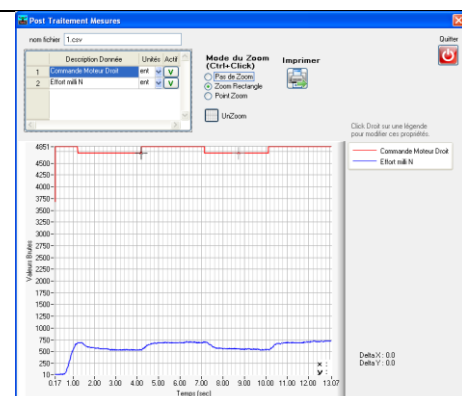 Post Traitement Mesures
nom fichier 1.csv
Quitter
Description Donnée Unités Actif
1 Commande Moteur Droit ent V
2 Effort milli N ent V
Mode du Zoom
(Ctrl+Click)
Pas de Zoom
Zoom Rectangle
Point Zoom
UnZoom
Imprimer
Click Droit sur une légende
pour modifier ces propriétés.
Commande Moteur Droit
Effort milli N
Valeurs Brutes
4851
4500
4250
4000
3750
3500
3250
3000
2750
2500
2250
2000
1750
1500
1250
1000
750
500
250
10
0.17 1.00 2.00 3.00 4.00 5.00 6.00 7.00 8.00 9.00 10.00 11.00 12.00 13.07
Temps (sec)
x :
y :
Delta X : 0.0
Delta Y : 0.0